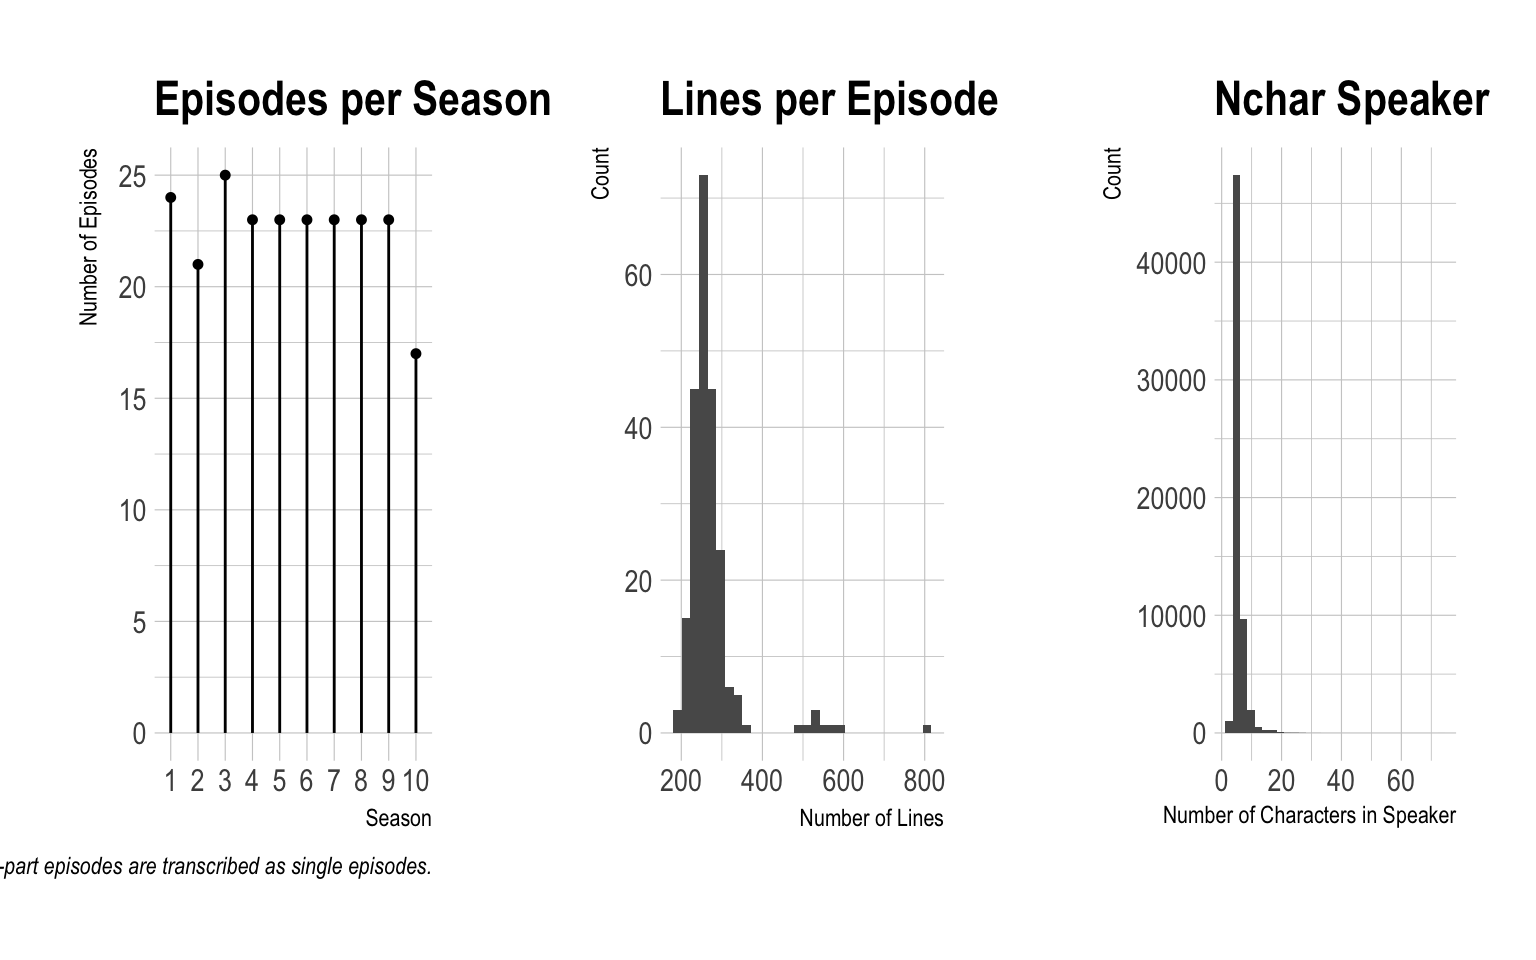 Episodes per Season
Number of Episodes
25
20
15
10
5
0
1 2 3 4 5 6 7 8 9 10
Season
-part episodes are transcribed as single episodes.
Lines per Episode
Count
60
40
20
0
200 400 600 800
Number of Lines
Nchar Speaker
Count
40000
30000
20000
10000
0
0 20 40 60
Number of Characters in Speaker